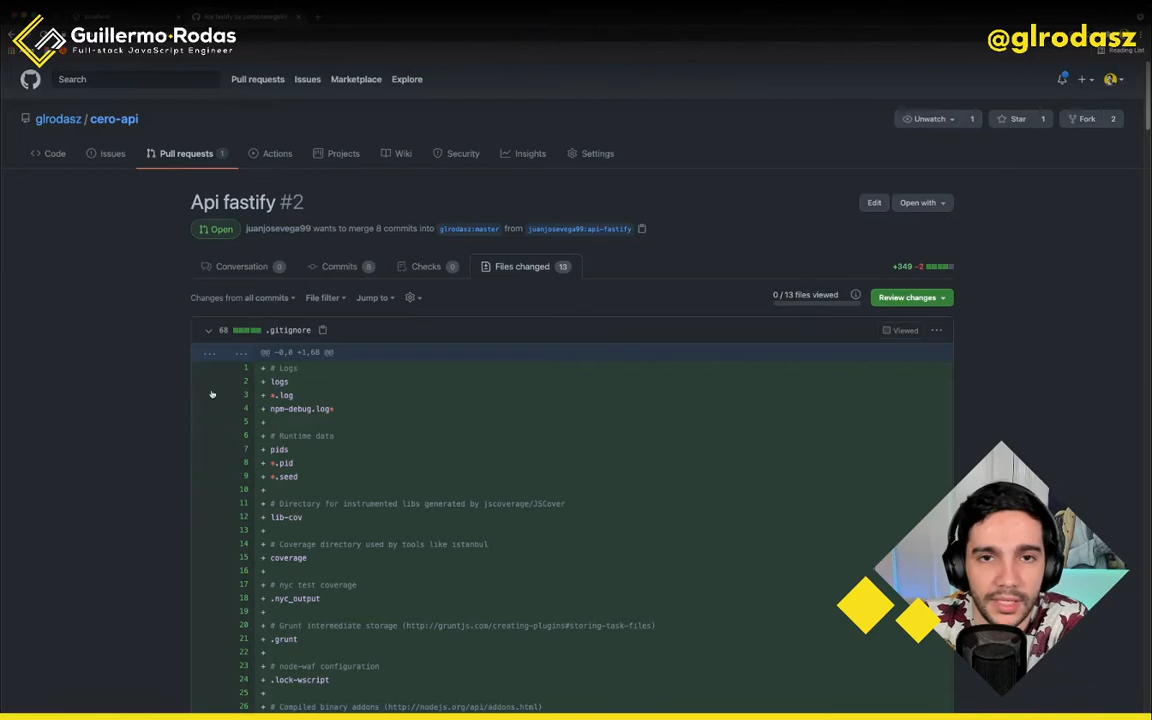 Guillermo Rodas
Full-stack JavaScript Engineer
@glrodasz
Reading List
Search
Pull requests
Issues
Marketplace
Explore
glrodasz / cero-api
Unwatch 1
Star 1
Fork 2
Code
Issues
Pull requests 1
Actions
Projects
Wiki
Security
Insights
Settings
Api fastify #2
Edit
Open with
Open
juanjosevega99 wants to merge 8 commits into glrodasz:master from juanjosevega99:api-fastify
Conversation 0
Commits 8
Checks 0
Files changed 13
+349 −2
Changes from all commits
File filter
Jump to
0 / 13 files viewed
Review changes
68 .gitignore
Viewed
... ... @@ -0,0 +1,68 @@
1 + # Logs
2 + logs
3 + *.log
4 + npm-debug.log*
5 +
6 + # Runtime data
7 + pids
8 + *.pid
9 + *.seed
10 +
11 + # Directory for instrumented libs generated by jscoverage/JSCover
12 + lib-cov
13 +
14 + # Coverage directory used by tools like istanbul
15 + coverage
16 +
17 + # nyc test coverage
18 + .nyc_output
19 +
20 + # Grunt intermediate storage (http://gruntjs.com/creating-plugins#storing-task-files)
21 + .grunt
22 +
23 + # node-waf configuration
24 + .lock-wscript
25 +
26 + # Compiled binary addons (http://nodejs.org/api/addons.html)